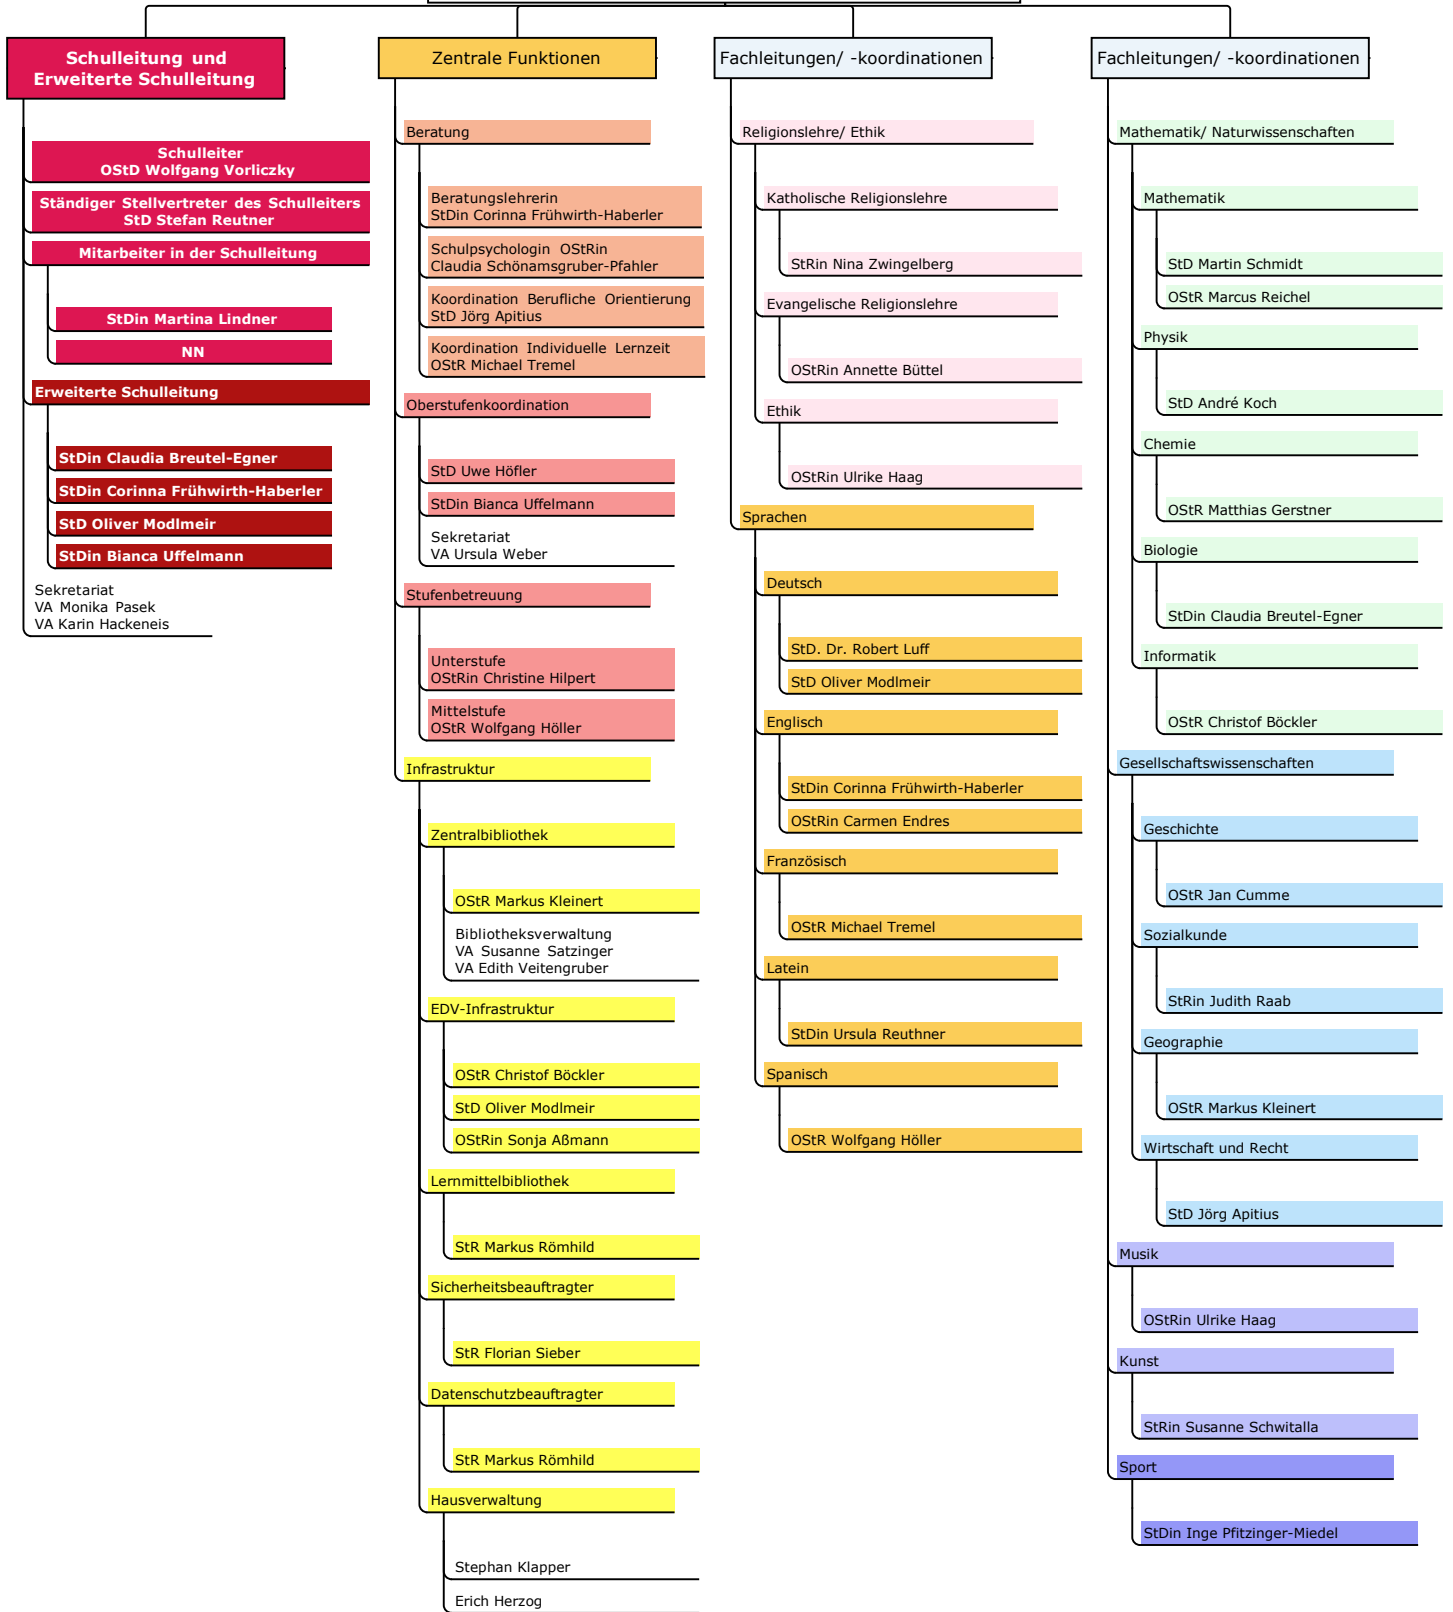 Schulleitung und
Erweiterte Schulleitung
Schulleiter
OStD Wolfgang Vorliczky
Ständiger Stellvertreter des Schulleiters
StD Stefan Reutner
Mitarbeiter in der Schulleitung
StDin Martina Lindner
NN
Erweiterte Schulleitung
StDin Claudia Breutel-Egner
StDin Corinna Frühwirth-Haberler
StD Oliver Modlmeir
StDin Bianca Uffelmann
Sekretariat
VA Monika Pasek
VA Karin Hackeneis
Zentrale Funktionen
Beratung
Beratungslehrerin
StDin Corinna Frühwirth-Haberler
Schulpsychologin OStRin
Claudia Schönamsgruber-Pfahler
Koordination Berufliche Orientierung
StD Jörg Apitius
Koordination Individuelle Lernzeit
OStR Michael Tremel
Oberstufenkoordination
StD Uwe Höfler
StDin Bianca Uffelmann
Sekretariat
VA Ursula Weber
Stufenbetreuung
Unterstufe
OStRin Christine Hilpert
Mittelstufe
OStR Wolfgang Höller
Infrastruktur
Zentralbibliothek
OStR Markus Kleinert
Bibliotheksverwaltung
VA Susanne Satzinger
VA Edith Veitengruber
EDV-Infrastruktur
OStR Christof Böckler
StD Oliver Modlmeir
OStRin Sonja Aßmann
Lernmittelbibliothek
StR Markus Römhild
Sicherheitsbeauftragter
StR Florian Sieber
Datenschutzbeauftragter
StR Markus Römhild
Hausverwaltung
Stephan Klapper
Erich Herzog
Fachleitungen/ -koordinationen
Religionslehre/ Ethik
Katholische Religionslehre
StRin Nina Zwingelberg
Evangelische Religionslehre
OStRin Annette Büttel
Ethik
OStRin Ulrike Haag
Sprachen
Deutsch
StD. Dr. Robert Luff
StD Oliver Modlmeir
Englisch
StDin Corinna Frühwirth-Haberler
OStRin Carmen Endres
Französisch
OStR Michael Tremel
Latein
StDin Ursula Reuthner
Spanisch
OStR Wolfgang Höller
Fachleitungen/ -koordinationen
Mathematik/ Naturwissenschaften
Mathematik
StD Martin Schmidt
OStR Marcus Reichel
Physik
StD André Koch
Chemie
OStR Matthias Gerstner
Biologie
StDin Claudia Breutel-Egner
Informatik
OStR Christof Böckler
Gesellschaftswissenschaften
Geschichte
OStR Jan Cumme
Sozialkunde
StRin Judith Raab
Geographie
OStR Markus Kleinert
Wirtschaft und Recht
StD Jörg Apitius
Musik
OStRin Ulrike Haag
Kunst
StRin Susanne Schwitalla
Sport
StDin Inge Pfitzinger-Miedel